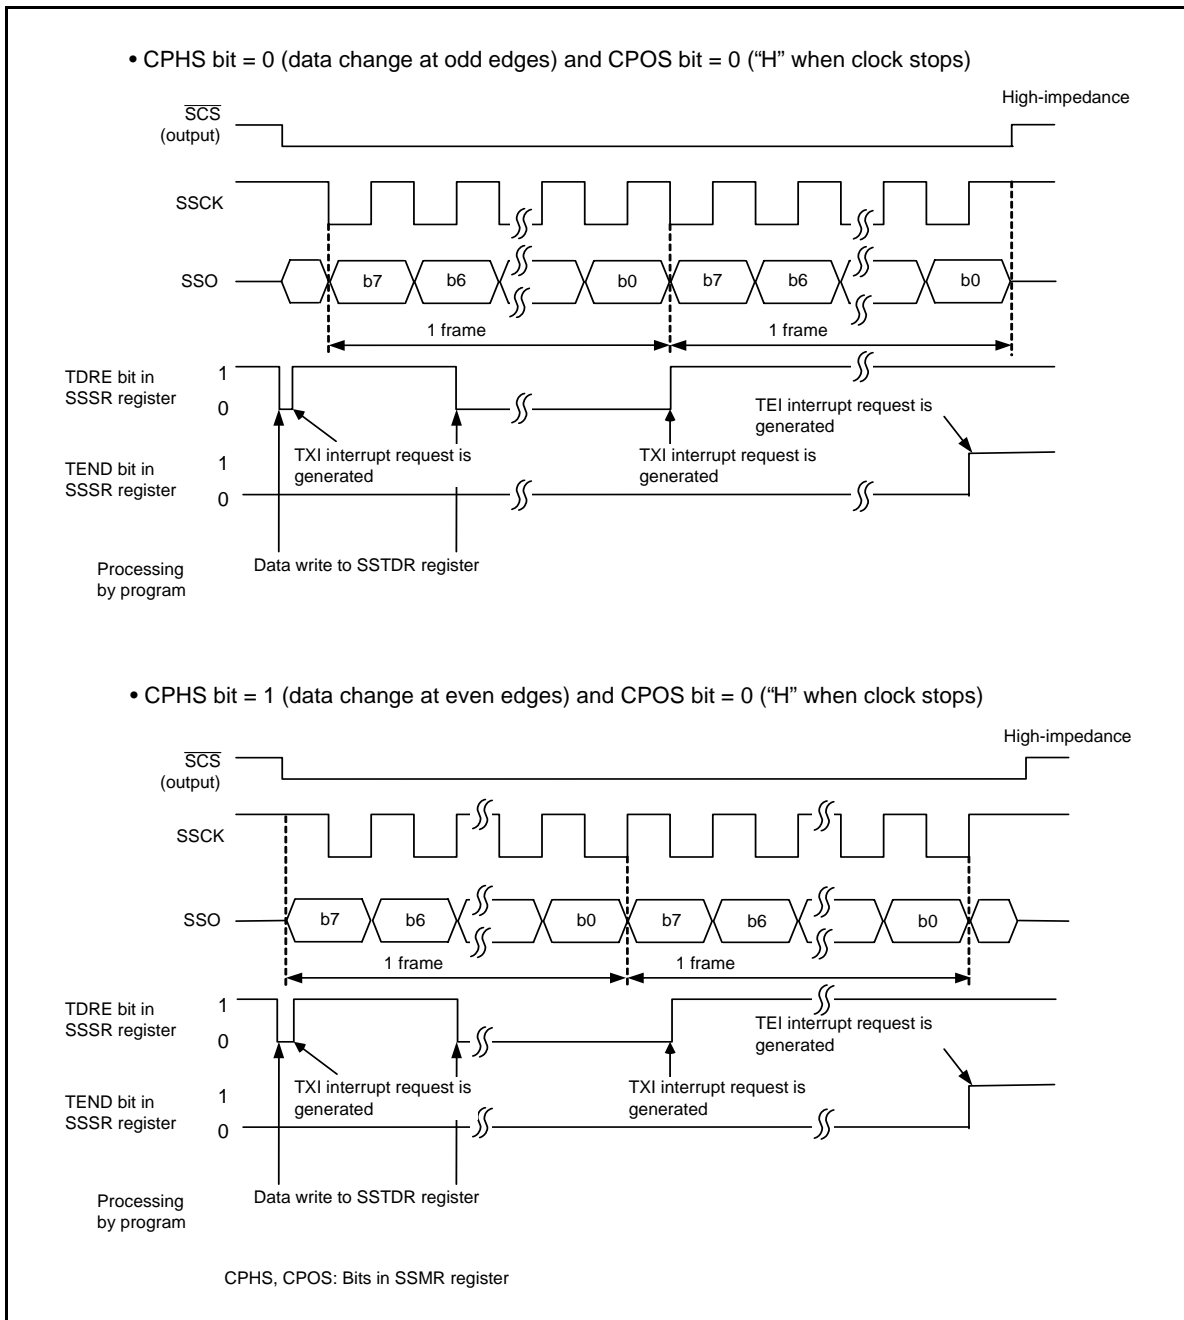 • CPHS bit = 0 (data change at odd edges) and CPOS bit = 0 (“H” when clock stops)
High-impedance
SCS
(output)
SSCK
SSO
b7
b6
b0
b7
b6
b0
1 frame
1 frame
TDRE bit in
SSSR register
1
0
TEI interrupt request is
generated
TXI interrupt request is
generated
TXI interrupt request is
generated
TEND bit in
SSSR register
1
0
Data write to SSTDR register
Processing
by program
• CPHS bit = 1 (data change at even edges) and CPOS bit = 0 (“H” when clock stops)
High-impedance
SCS
(output)
SSCK
SSO
b7
b6
b0
b7
b6
b0
1 frame
1 frame
TDRE bit in
SSSR register
1
0
TEI interrupt request is
generated
TXI interrupt request is
generated
TXI interrupt request is
generated
TEND bit in
SSSR register
1
0
Data write to SSTDR register
Processing
by program
CPHS, CPOS: Bits in SSMR register